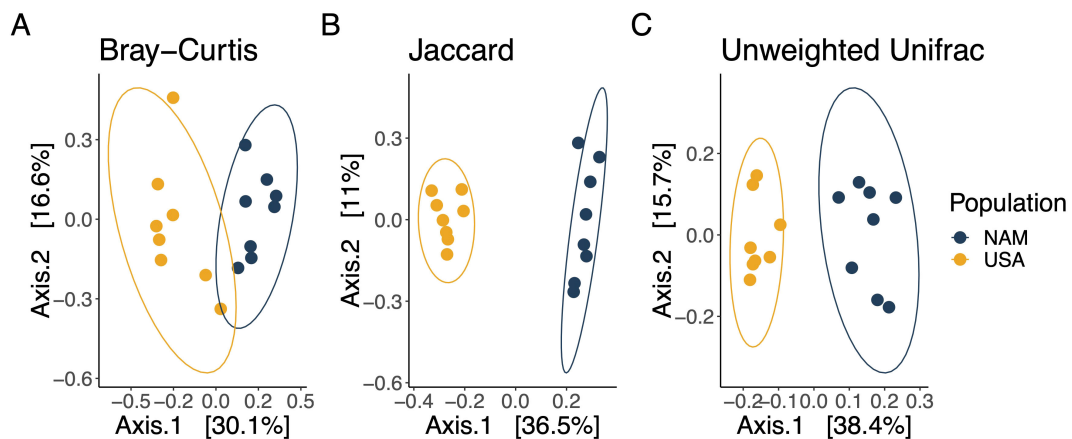 A
Bray−Curtis
Axis.2 [16.6%]
0.3
0.0
−0.3
−0.6
−0.5
−0.2
0.0
0.2
0.5
Axis.1 [30.1%]
B
Jaccard
Axis.2 [11%]
0.3
0.0
−0.3
−0.6
−0.4
−0.2
0.0
0.2
Axis.1 [36.5%]
C
Unweighted Unifrac
Axis.2 [15.7%]
0.2
0.0
−0.2
−0.2
−0.1
0.0
0.1
0.2
0.3
Axis.1 [38.4%]
Population
NAM
USA